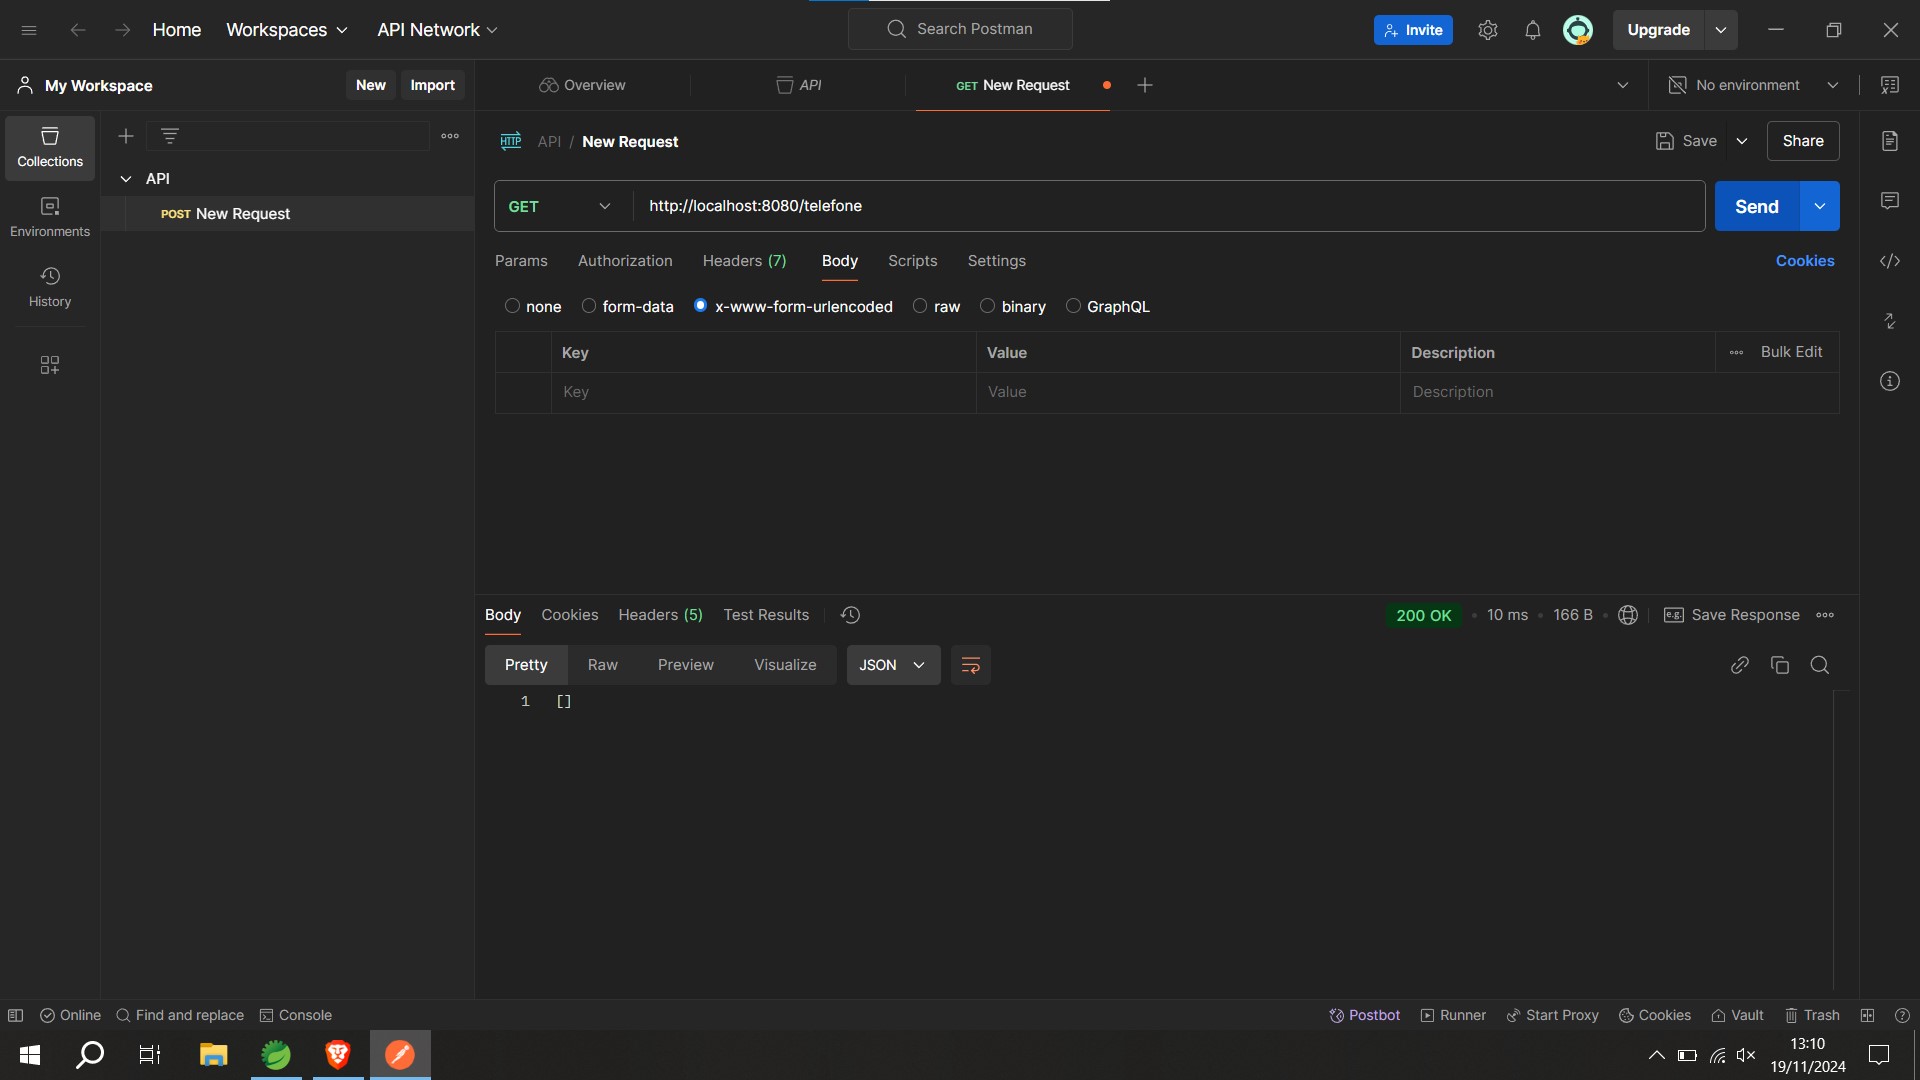 Home
Workspaces
API Network
Search Postman
Invite
Upgrade
My Workspace
New
Import
Overview
API
GET New Request
No environment
Collections
Environments
History
API
POST New Request
HTTP
API / New Request
Save
Share
GET
http://localhost:8080/telefone
Send
Params
Authorization
Headers (7)
Body
Scripts
Settings
Cookies
none
form-data
x-www-form-urlencoded
raw
binary
GraphQL
Key
Value
Description
Bulk Edit
Key
Value
Description
Body
Cookies
Headers (5)
Test Results
200 OK
10 ms
166 B
e.g.
Save Response
Pretty
Raw
Preview
Visualize
JSON
1 []
Online
Find and replace
Console
Postbot
Runner
Start Proxy
Cookies
Vault
Trash
13:10
19/11/2024